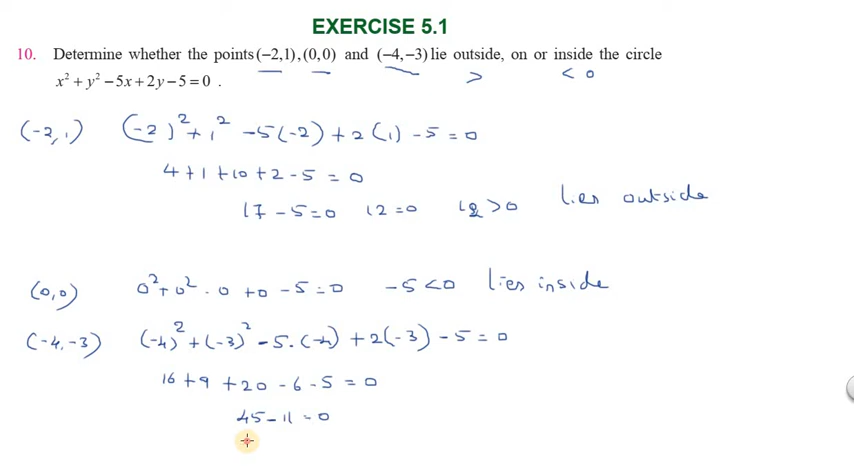 EXERCISE 5.1
10. Determine whether the points (−2,1),(0,0) and (−4,−3) lie outside, on or inside the circle
> < 0
x² + y² − 5x + 2y − 5 = 0 .
(-2,1) (-2)² + 1² -5(-2) + 2(1) - 5 = 0
4 + 1 + 10 + 2 - 5 = 0
17 - 5 = 0 12 = 0 12 > 0 lies outside
(0,0) 0² + 0² - 0 + 0 - 5 = 0 -5 < 0 lies inside
(-4,-3) (-4)² + (-3)² - 5.(-4) + 2(-3) - 5 = 0
16 + 9 + 20 - 6 - 5 = 0
45 - 11 = 0